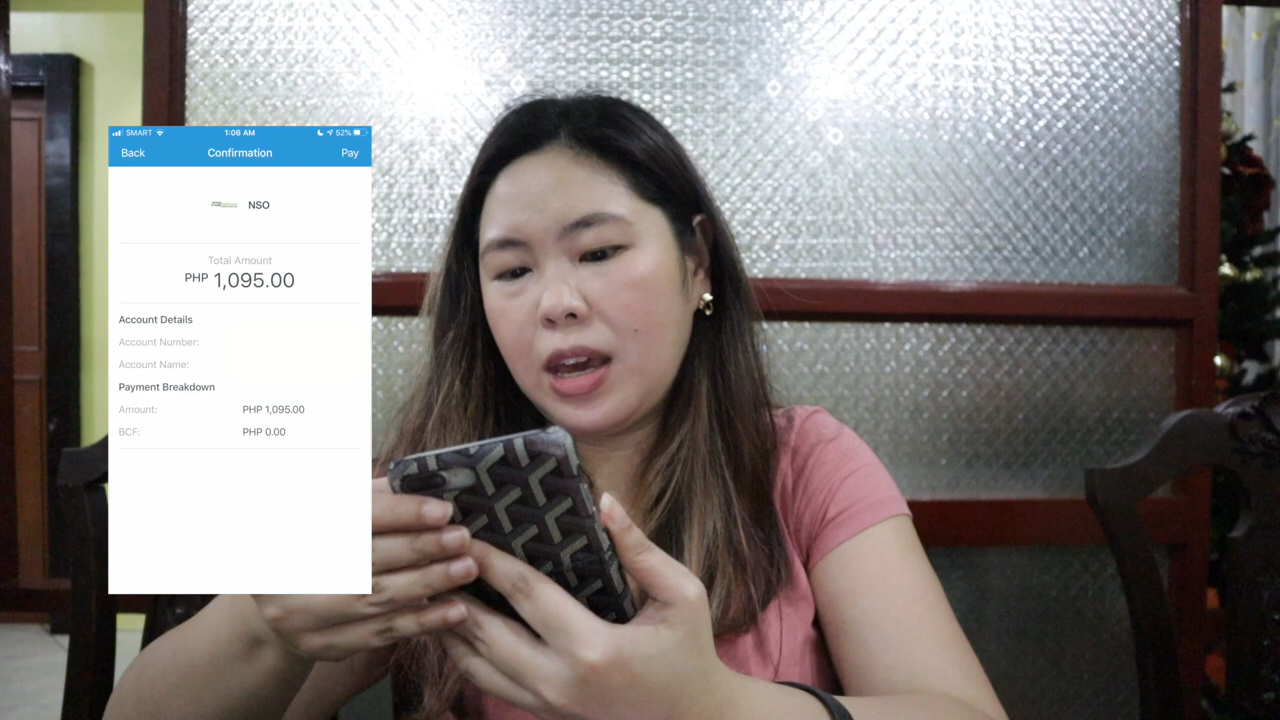 SMART 1:06 AM 52%
Back Confirmation Pay
NSO
Total Amount
PHP 1,095.00
Account Details
Account Number:
Account Name:
Payment Breakdown
Amount: PHP 1,095.00
BCF: PHP 0.00